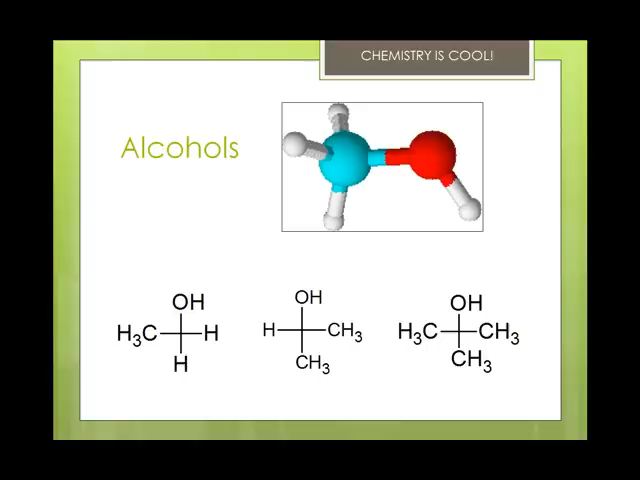 CHEMISTRY IS COOL!
Alcohols
OH
H₃C H
H
OH
H CH₃
CH₃
OH
H₃C CH₃
CH₃